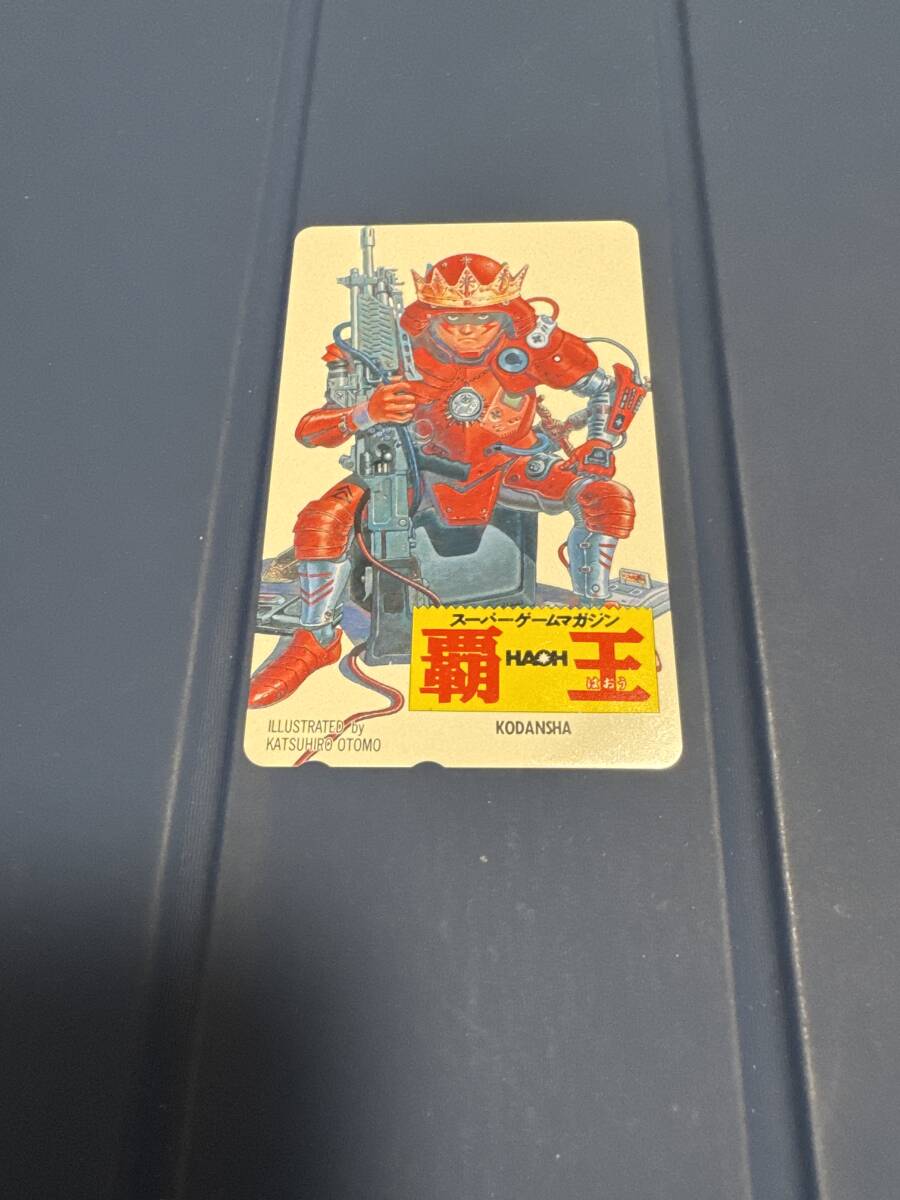 スーパーゲームマガジン
覇 HAOH 王
はおう
ILLUSTRATED by
KATSUHIRO OTOMO
KODANSHA